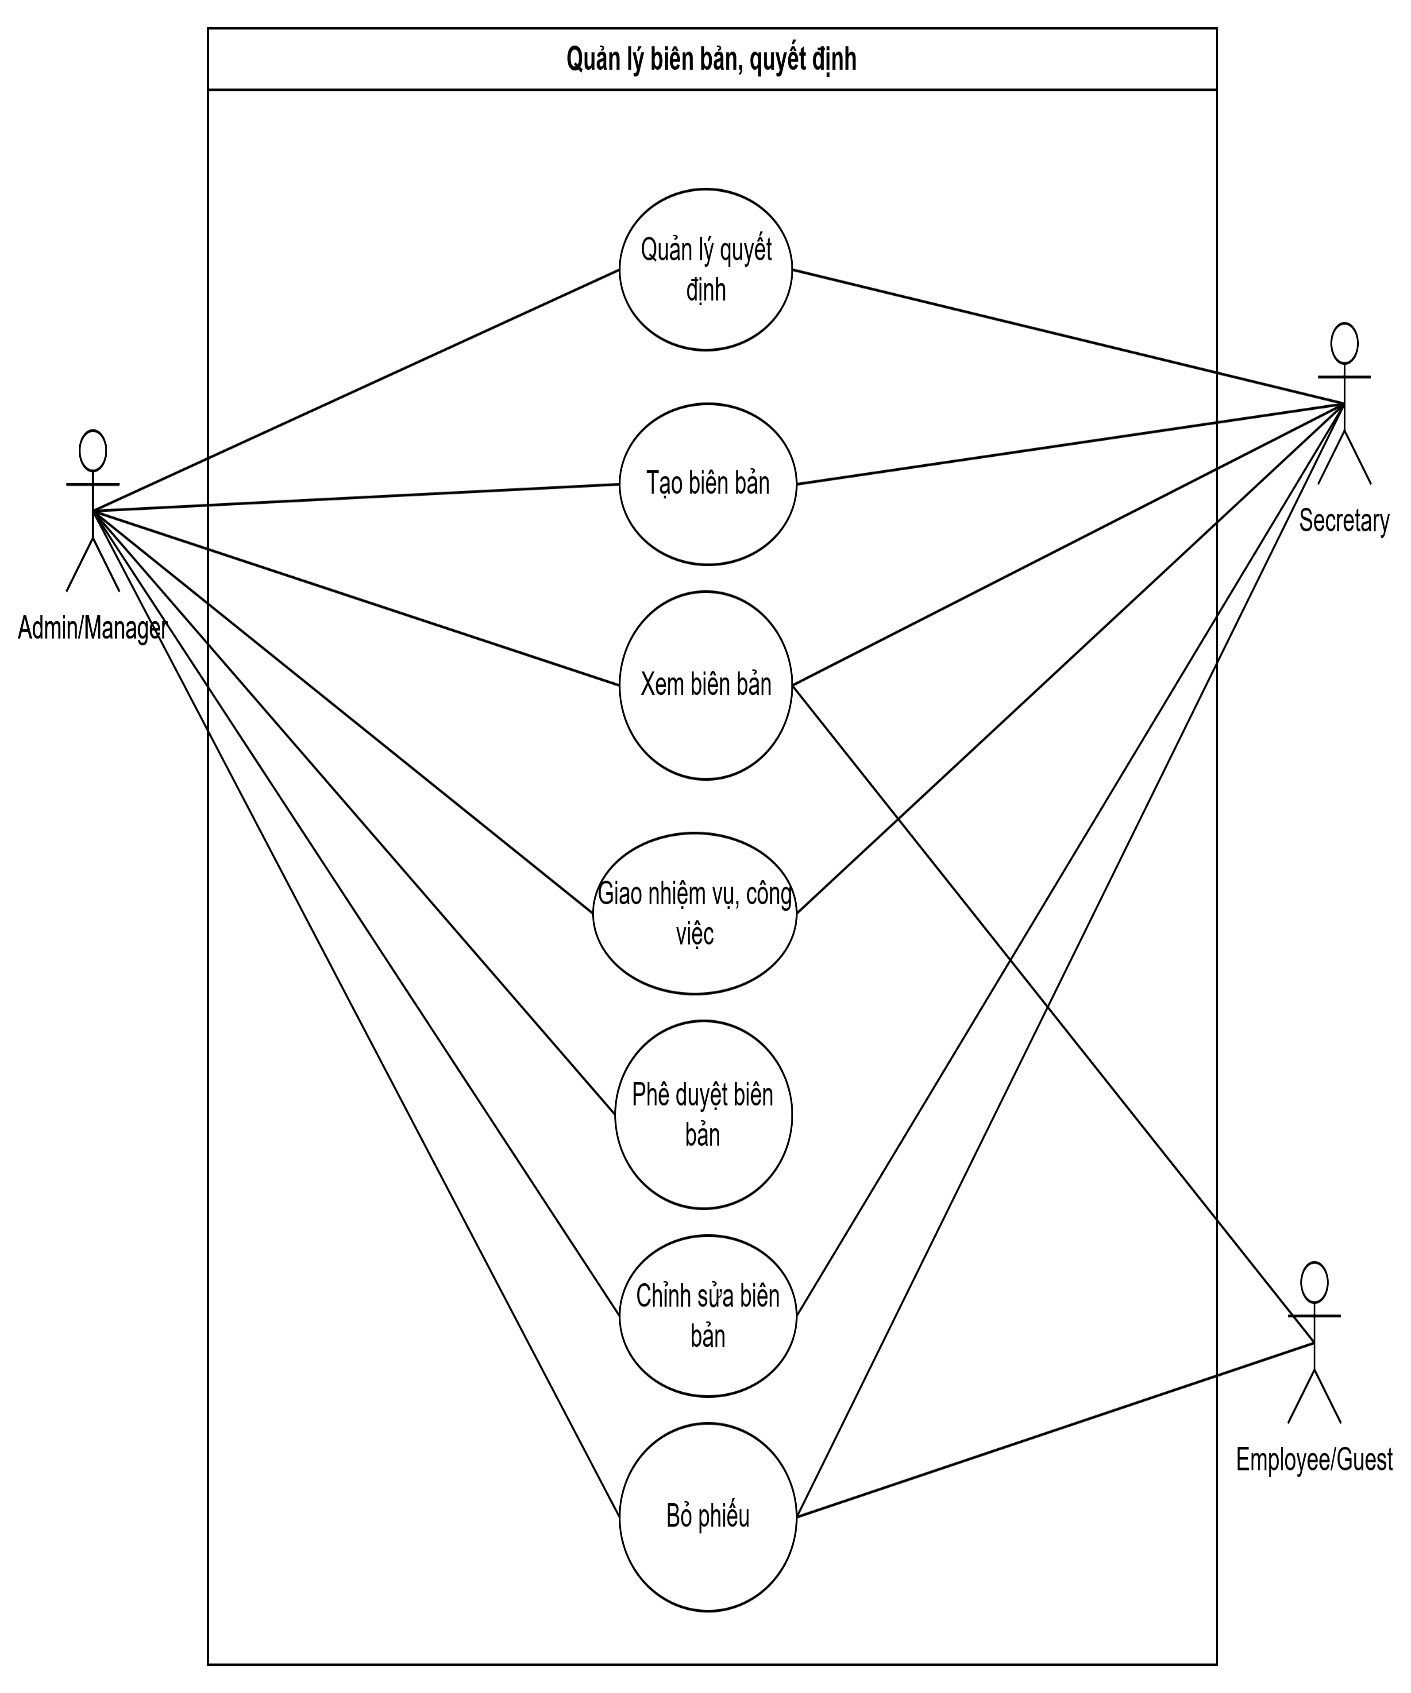 Quản lý biên bản, quyết định
Quản lý quyết
định
Tạo biên bản
Secretary
Admin/Manager
Xem biên bản
Giao nhiệm vụ, công
việc
Phê duyệt biên
bản
Chỉnh sửa biên
bản
Employee/Guest
Bỏ phiếu